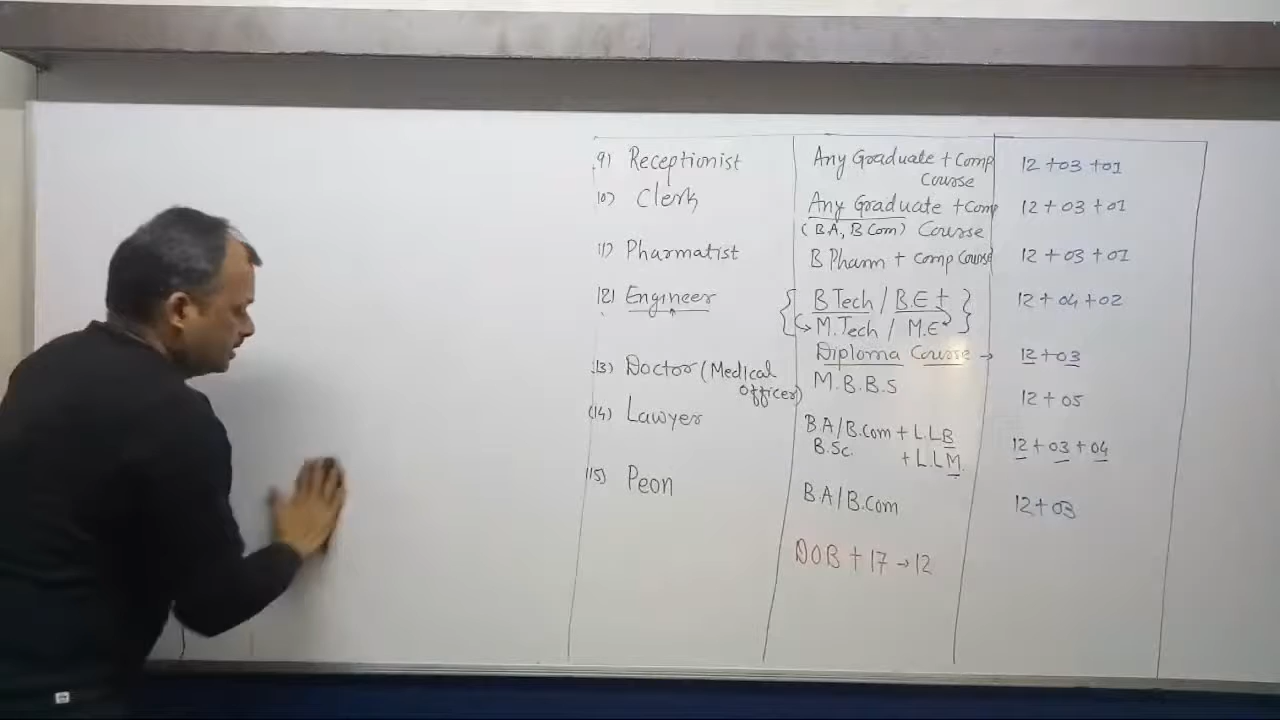 9) Receptionist Any Graduate + Comp 12 + 03 + 01
Course
10) Clerk Any Graduate + Comp 12 + 03 + 01
(BA, B Com) Course
11) Pharmatist B Pharm + comp Course 12 + 03 + 01
12) Engineer { B Tech / B.E + } 12 + 04 + 02
↳ M.Tech / M.E
Diploma Course → 12 + 03
13) Doctor (Medical M.B.B.S 12 + 05
Officer)
(14) Lawyer B.A/B.Com + L.LB 12 + 03 + 04
B.Sc. + L.LM.
15) Peon B A/B.Com 12 + 03
DOB + 17 → 12